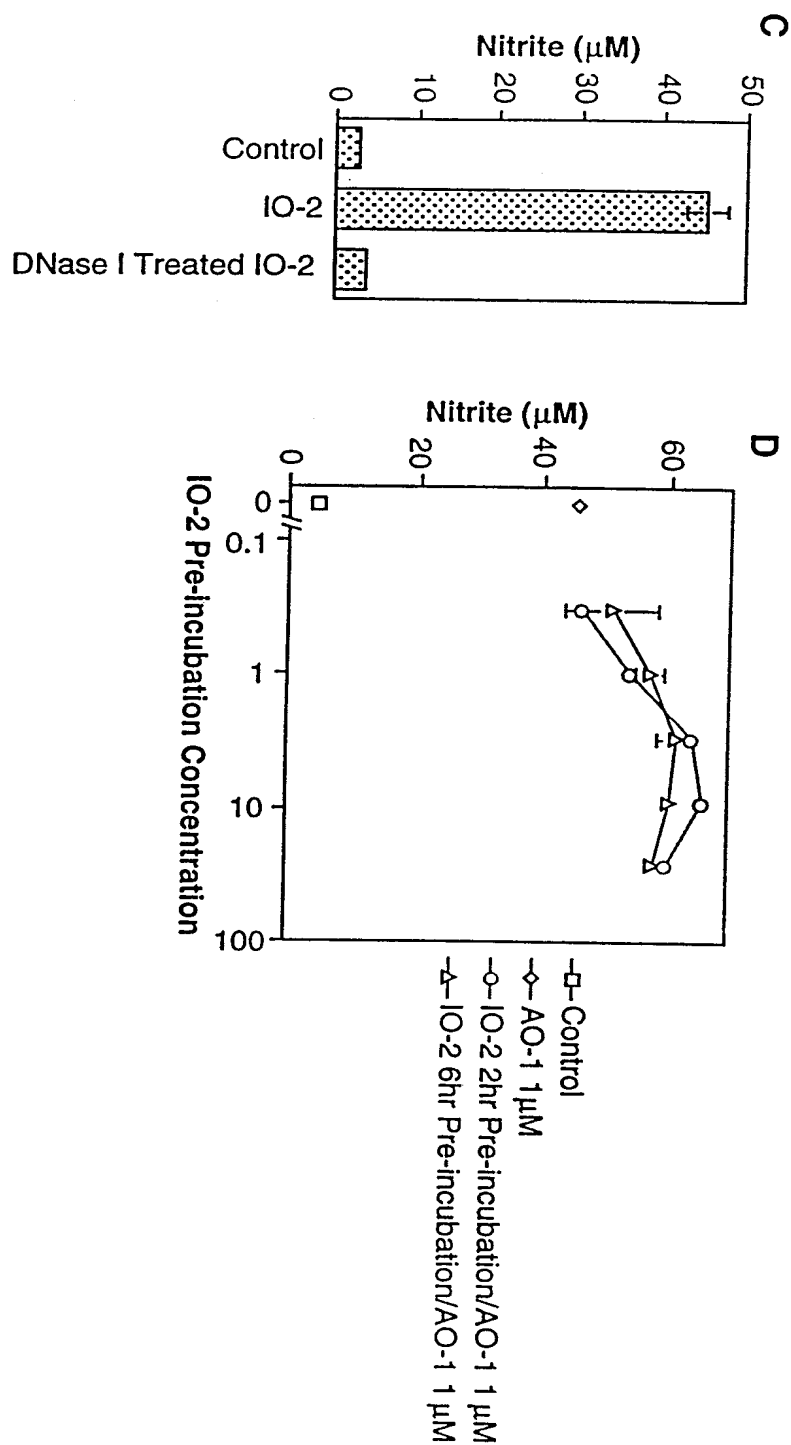 C
Nitrite (μM)
50
40
30
20
10
0
Control
IO-2
DNase I Treated IO-2
D
Nitrite (μM)
60
40
20
0
0
0.1
1
10
100
IO-2 Pre-incubation Concentration
Control
AO-1 1μM
IO-2 2hr Pre-incubation/AO-1 1 μM
IO-2 6hr Pre-incubation/AO-1 1 μM